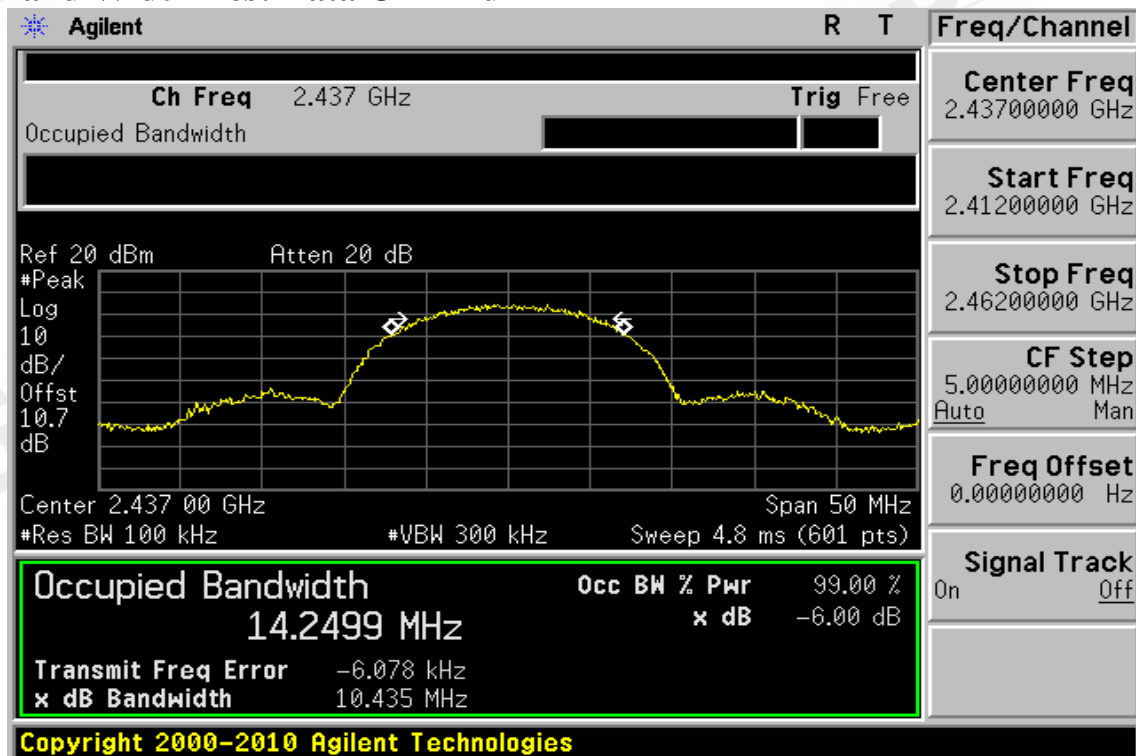 Agilent R T
Ch Freq 2.437 GHz Trig Free
Occupied Bandwidth
Ref 20 dBm Atten 20 dB
#Peak
Log
10
dB/
Offst
10.7
dB
Center 2.437 00 GHz Span 50 MHz
#Res BW 100 kHz #VBW 300 kHz Sweep 4.8 ms (601 pts)
Occupied Bandwidth
14.2499 MHz
Occ BW % Pwr 99.00 %
x dB -6.00 dB
Transmit Freq Error -6.078 kHz
x dB Bandwidth 10.435 MHz
Copyright 2000-2010 Agilent Technologies
Freq/Channel
Center Freq
2.43700000 GHz
Start Freq
2.41200000 GHz
Stop Freq
2.46200000 GHz
CF Step
5.00000000 MHz
Auto Man
Freq Offset
0.00000000 Hz
Signal Track
On Off